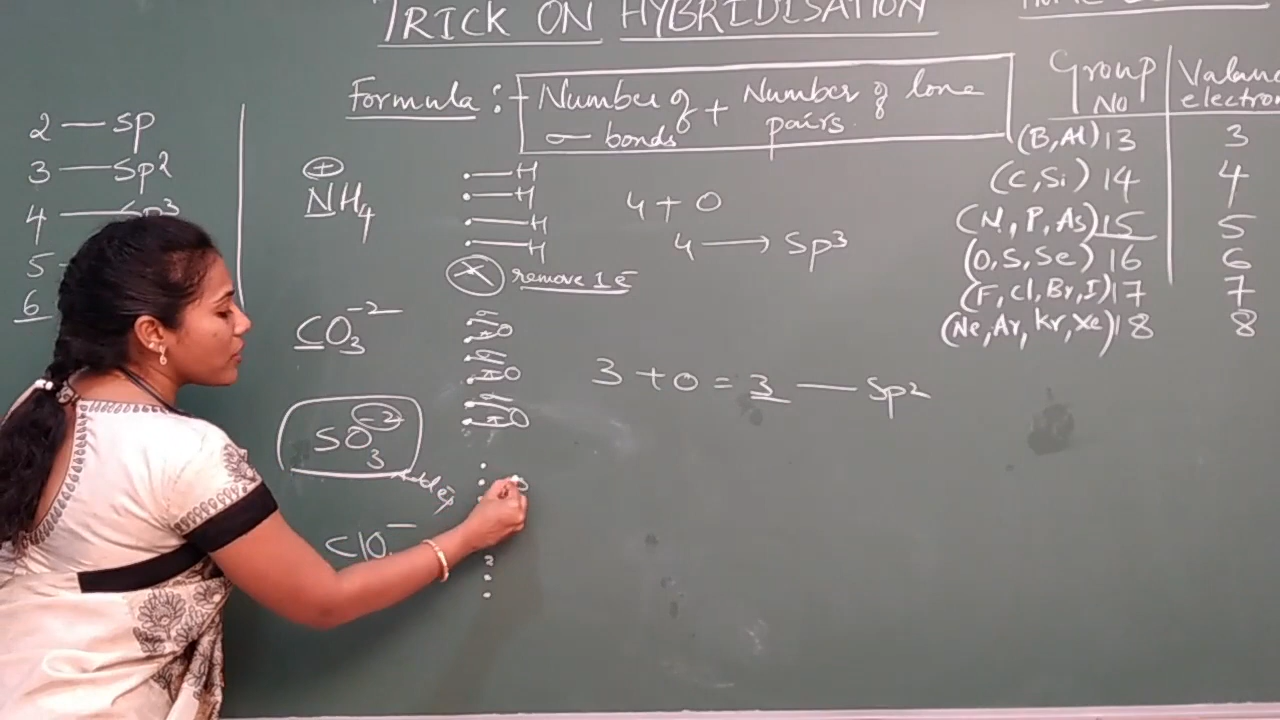 TRICK ON HYBRIDISATION
Formula :- Number of σ bonds + Number of lone pairs
2 — sp
3 — Sp2
4 —
5 -
6
⊕
NH4
• — H
• — H
• — H
• — H
4 + 0
4 → Sp3
X remove 1 e-
CO3 -2
σ
π O
σ
π O
σ
π O
3 + 0 = 3 — Sp2
SO3 -2
Add e-
ClO -
Group No | Valance electron
(B, Al) 13 | 3
(C, Si) 14 | 4
(N, P, As) 15 | 5
(O, S, Se) 16 | 6
(F, Cl, Br, I) 17 | 7
(Ne, Ar, Kr, Xe) 18 | 8